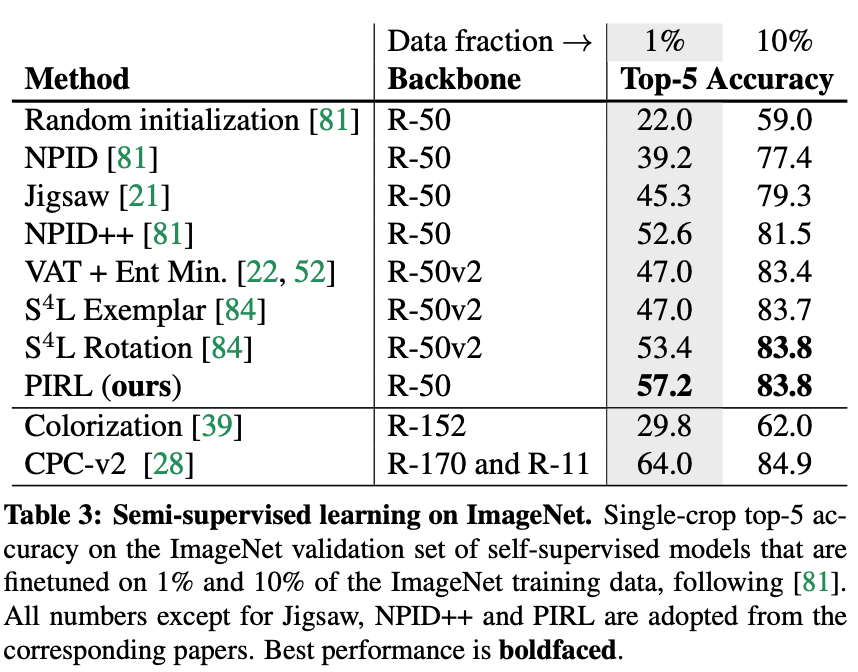 Data fraction → 1% 10%
Method Backbone Top-5 Accuracy
Random initialization [81] R-50 22.0 59.0
NPID [81] R-50 39.2 77.4
Jigsaw [21] R-50 45.3 79.3
NPID++ [81] R-50 52.6 81.5
VAT + Ent Min. [22, 52] R-50v2 47.0 83.4
S⁴L Exemplar [84] R-50v2 47.0 83.7
S⁴L Rotation [84] R-50v2 53.4 83.8
PIRL (ours) R-50 57.2 83.8
Colorization [39] R-152 29.8 62.0
CPC-v2 [28] R-170 and R-11 64.0 84.9
Table 3: Semi-supervised learning on ImageNet. Single-crop top-5 ac-
curacy on the ImageNet validation set of self-supervised models that are
finetuned on 1% and 10% of the ImageNet training data, following [81].
All numbers except for Jigsaw, NPID++ and PIRL are adopted from the
corresponding papers. Best performance is boldfaced.